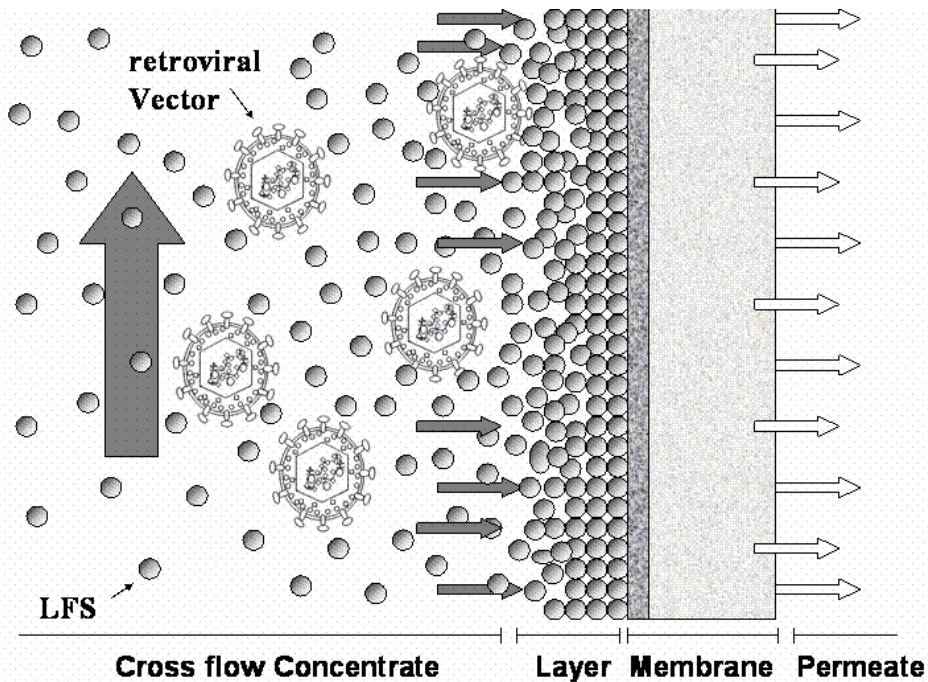 retroviral
Vector
LFS
Cross flow Concentrate Layer Membrane Permeate